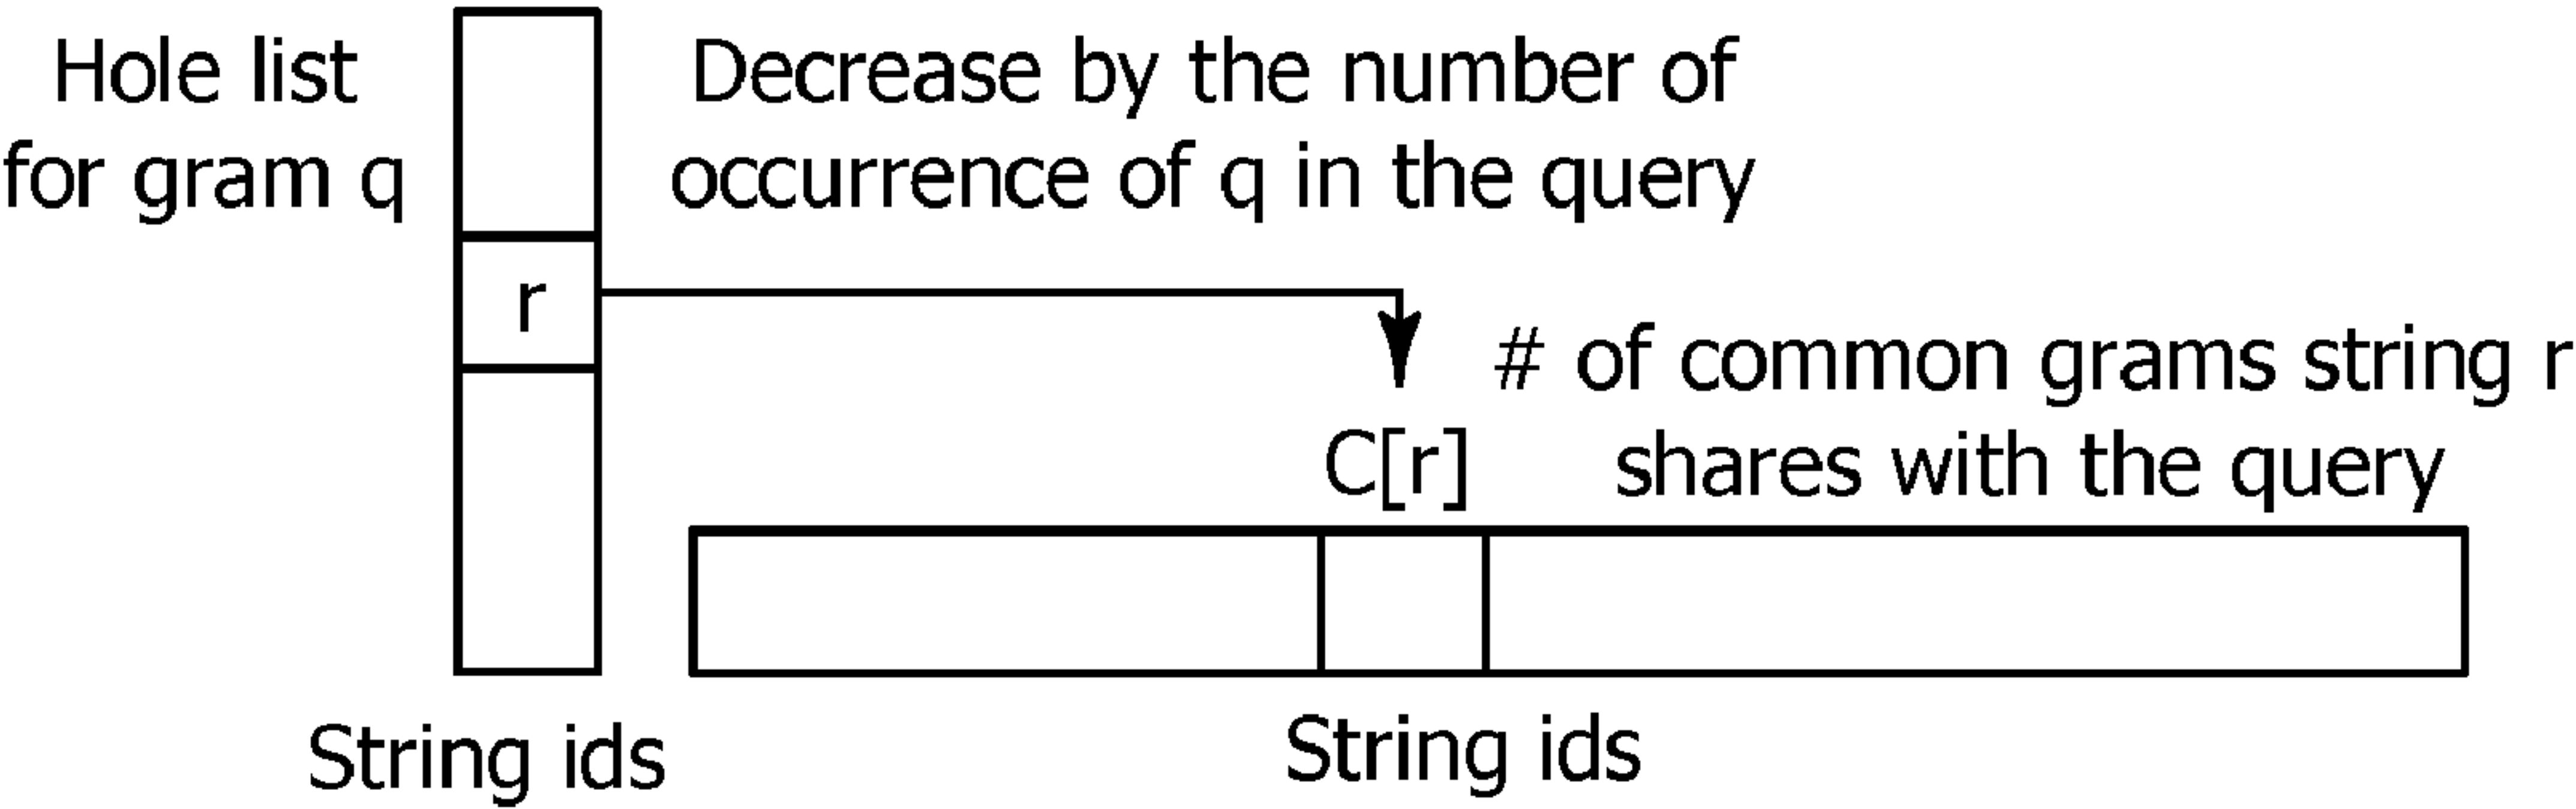 Hole list
for gram q
Decrease by the number of
occurrence of q in the query
r
# of common grams string r
shares with the query
C[r]
String ids
String ids